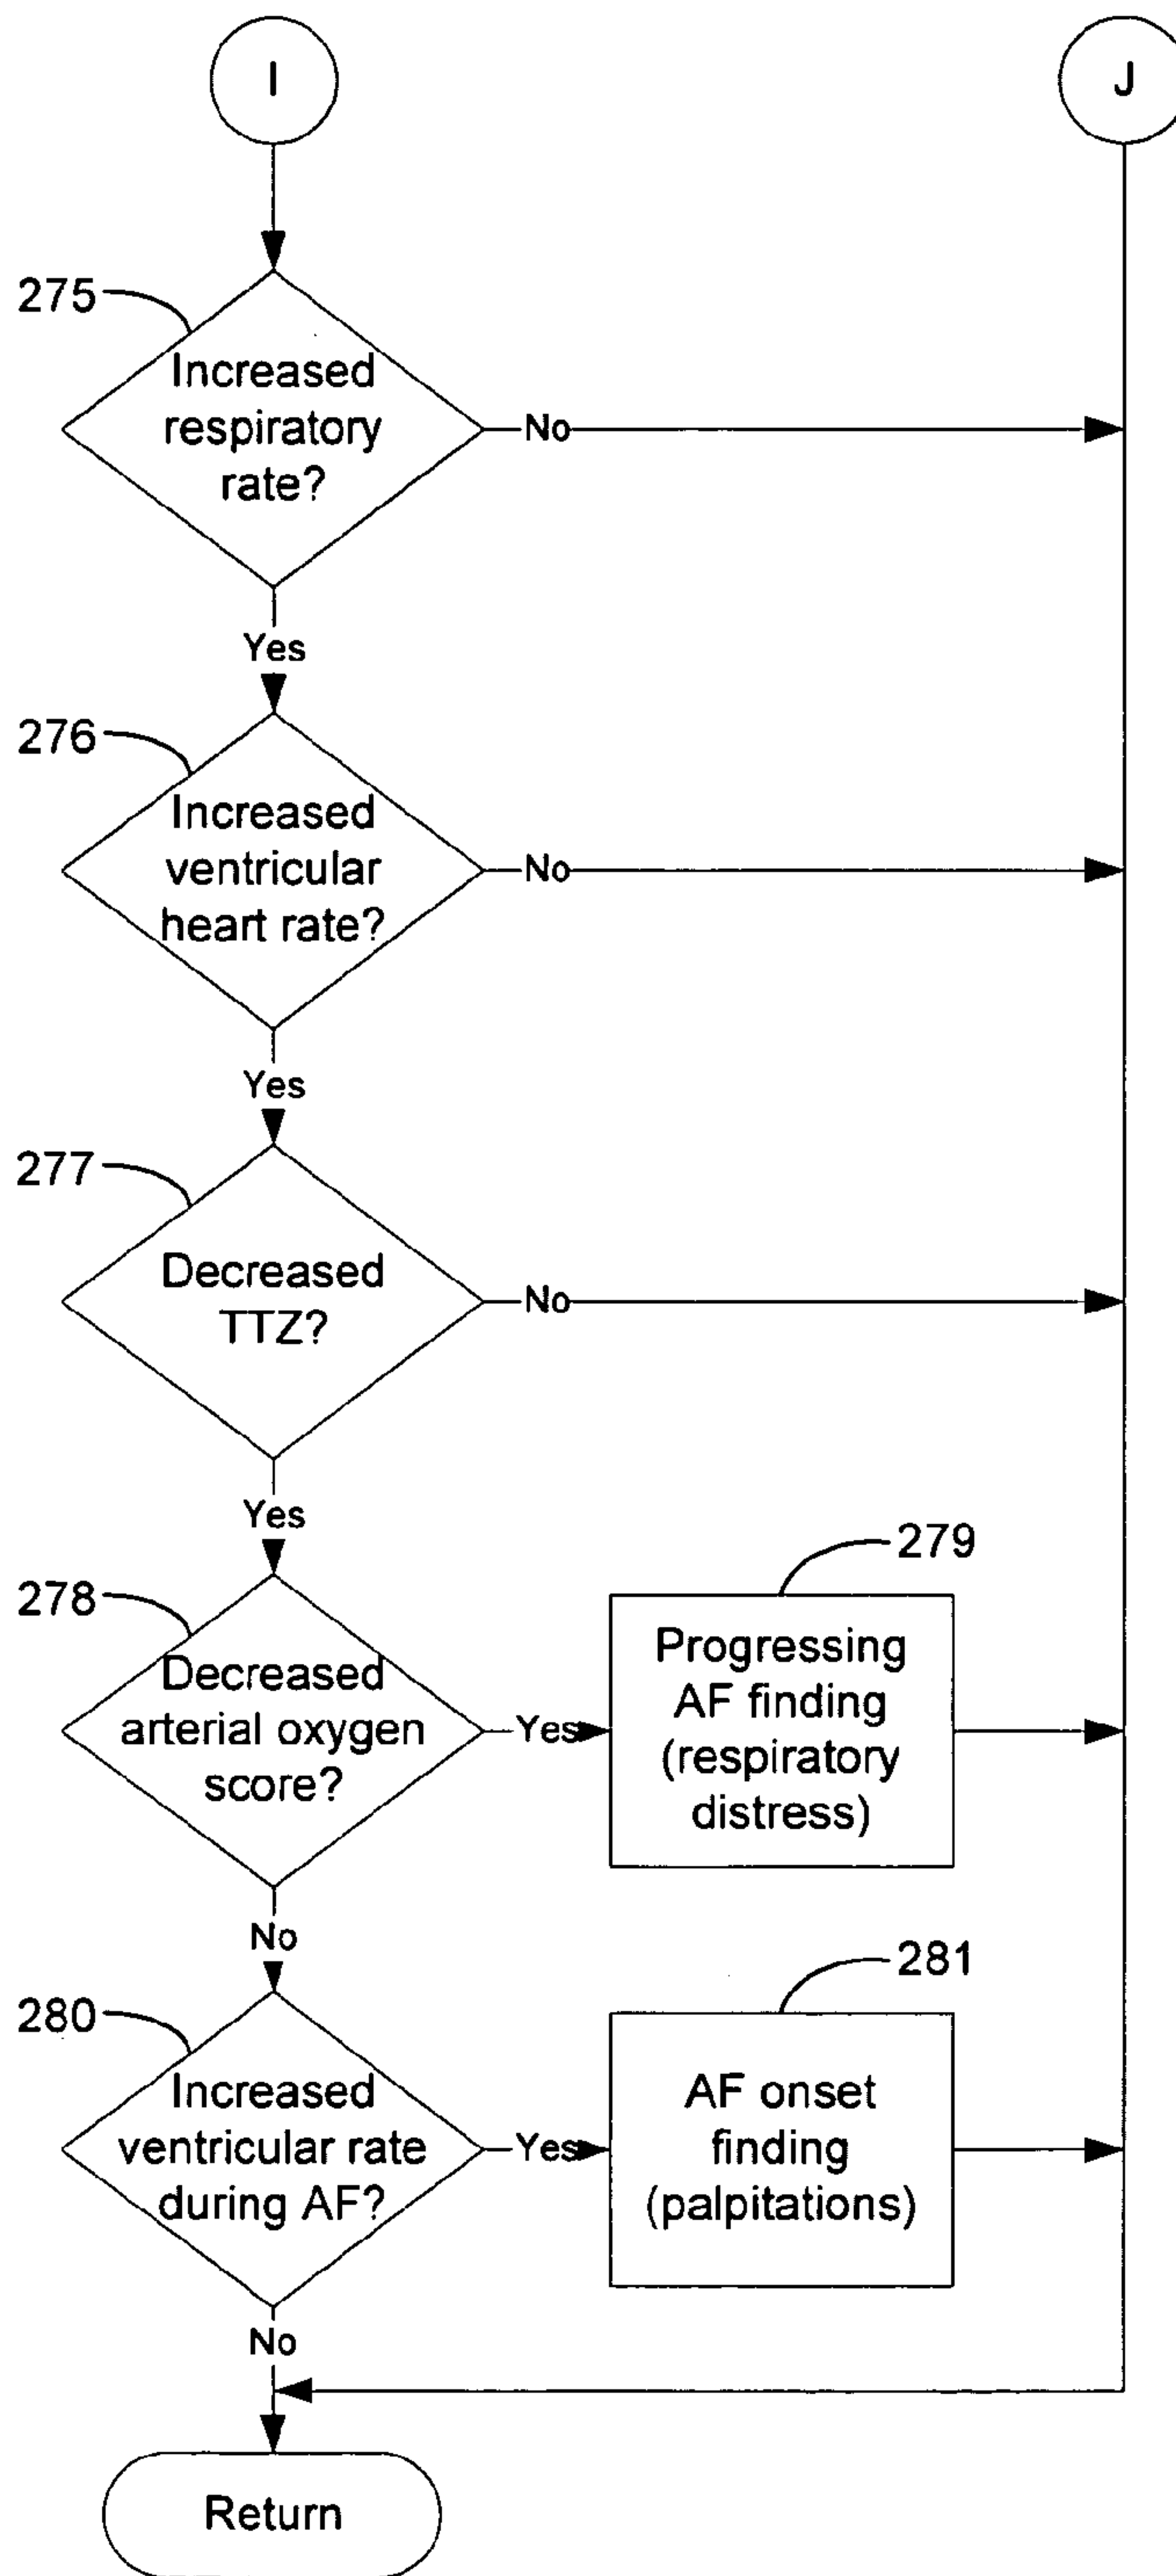 I
J
275
Increased
respiratory
rate?
No
Yes
276
Increased
ventricular
heart rate?
No
Yes
277
Decreased
TTZ?
No
Yes
278
Decreased
arterial oxygen
score?
Yes
279
Progressing
AF finding
(respiratory
distress)
No
280
Increased
ventricular rate
during AF?
Yes
281
AF onset
finding
(palpitations)
No
Return